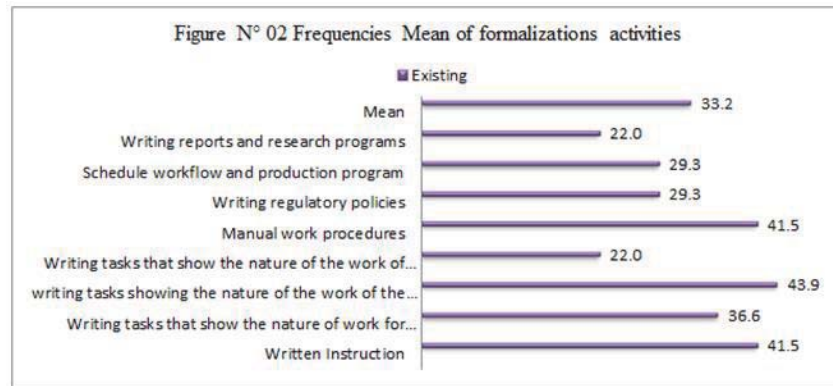 Figure N° 02 Frequencies Mean of formalizations activities
Existing
Mean 33.2
Writing reports and research programs 22.0
Schedule workflow and production program 29.3
Writing regulatory policies 29.3
Manual work procedures 41.5
Writing tasks that show the nature of the work of... 22.0
writing tasks showing the nature of the work of the... 43.9
Writing tasks that show the nature of work for... 36.6
Written Instruction 41.5